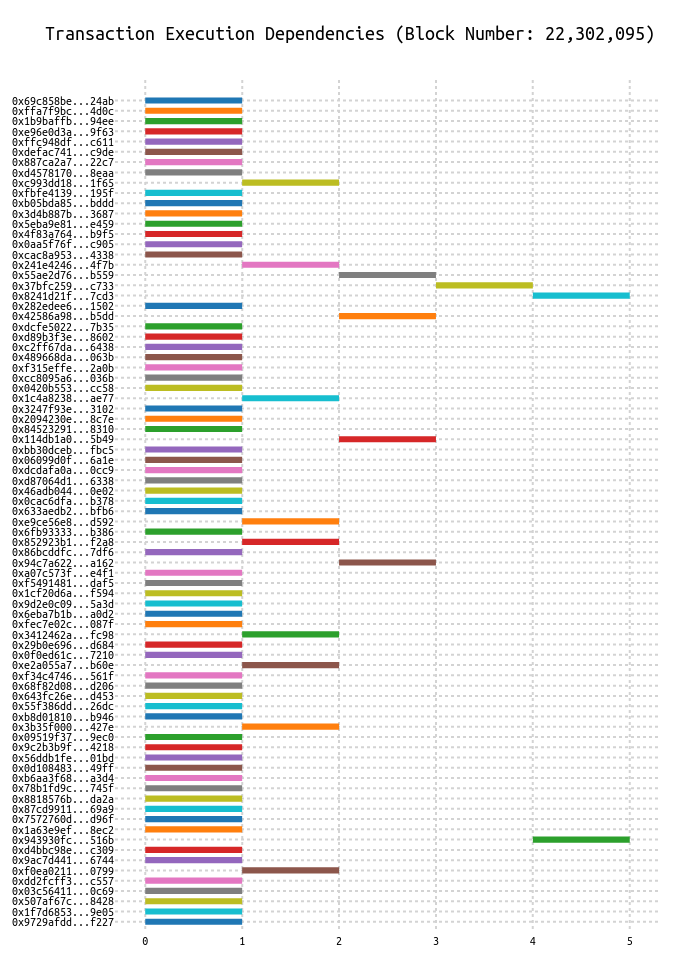 Transaction Execution Dependencies (Block Number: 22,302,095)
0x69c858be...24ab
0xffa7f9bc...4d0c
0x1b9baffb...94ee
0xe96e0d3a...9f63
0xffc948df...c611
0xdefac741...c9de
0x887ca2a7...22c7
0xd4578170...8eaa
0xc993dd18...1f65
0xfbfe4139...195f
0xb05bda85...bddd
0x3d4b887b...3687
0x5eba9e81...e459
0x4f83a764...b9f5
0x0aa5f76f...c905
0xcac8a953...4338
0x241e4246...4f7b
0x55ae2d76...b559
0x37bfc259...c733
0x8241d21f...7cd3
0x282edee6...1502
0x42586a98...b5dd
0xdcfe5022...7b35
0xd89b3f3e...8602
0xc2ff67da...6438
0x489668da...063b
0xf315effe...2a0b
0xcc8095a6...036b
0x0420b553...cc58
0x1c4a8238...ae77
0x3247f93e...3102
0x2094230e...8c7e
0x84523291...8310
0x114db1a0...5b49
0xbb30dceb...fbc5
0x06099d0f...6a1e
0xdcdafa0a...0cc9
0xd87064d1...6338
0x46adb044...0e02
0x0cac6dfa...b378
0x633aedb2...bfb6
0xe9ce56e8...d592
0x6fb93333...b386
0x852923b1...f2a8
0x86bcddfc...7df6
0x94c7a622...a162
0xa07c573f...e4f1
0xf5491481...daf5
0x1cf20d6a...f594
0x9d2e0c09...5a3d
0x6eba7b1b...a0d2
0xfec7e02c...087f
0x3412462a...fc98
0x29b0e696...d684
0x0f0ed61c...7210
0xe2a055a7...b60e
0xf34c4746...561f
0x68f82d08...d206
0x643fc26e...d453
0x55f386dd...26dc
0xb8d01810...b946
0x3b35f000...427e
0x09519f37...9ec0
0x9c2b3b9f...4218
0x56ddb1fe...01bd
0x0d108483...49ff
0xb6aa3f68...a3d4
0x78b1fd9c...745f
0x8818576b...da2a
0x87cd9911...69a9
0x7572760d...d96f
0x1a63e9ef...8ec2
0x943930fc...516b
0xd4bbc98e...c309
0x9ac7d441...6744
0xf0ea0211...0799
0xdd2fcff3...c557
0x03c56411...0c69
0x507af67c...8428
0x1f7d6853...9e05
0x9729afdd...f227
0 1 2 3 4 5